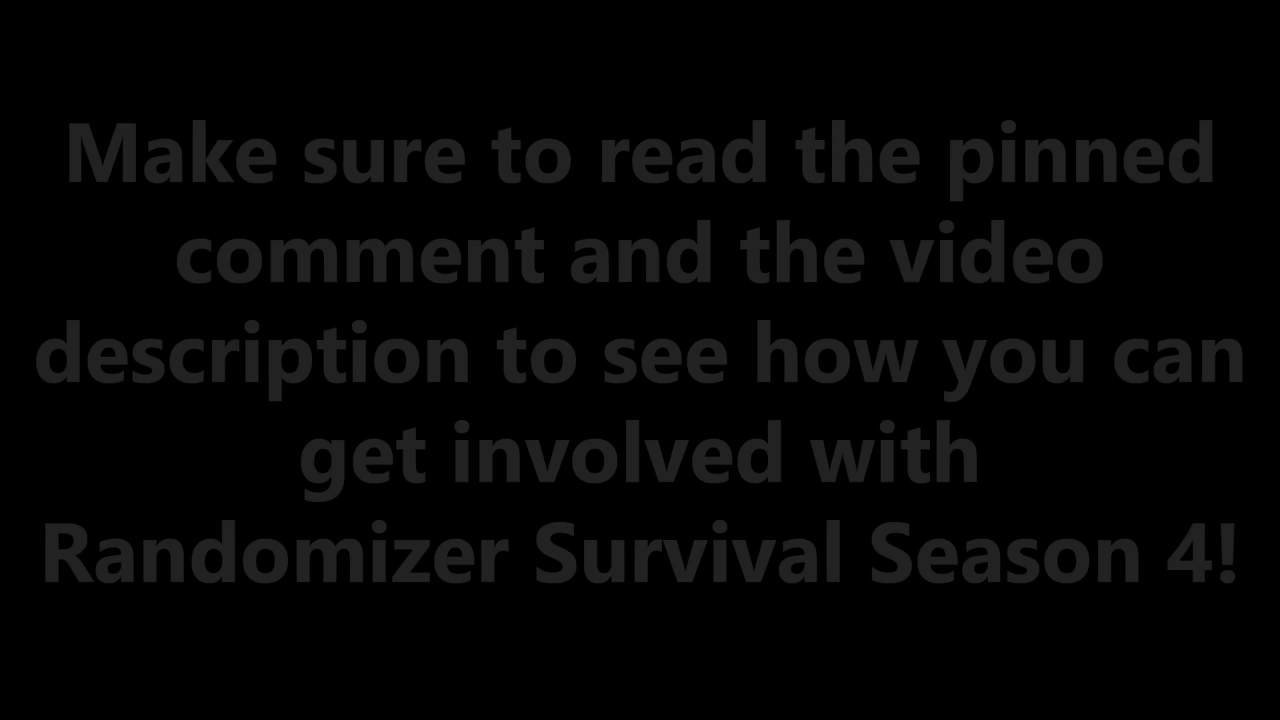 Make sure to read the pinned
comment and the video
description to see how you can
get involved with
Randomizer Survival Season 4!